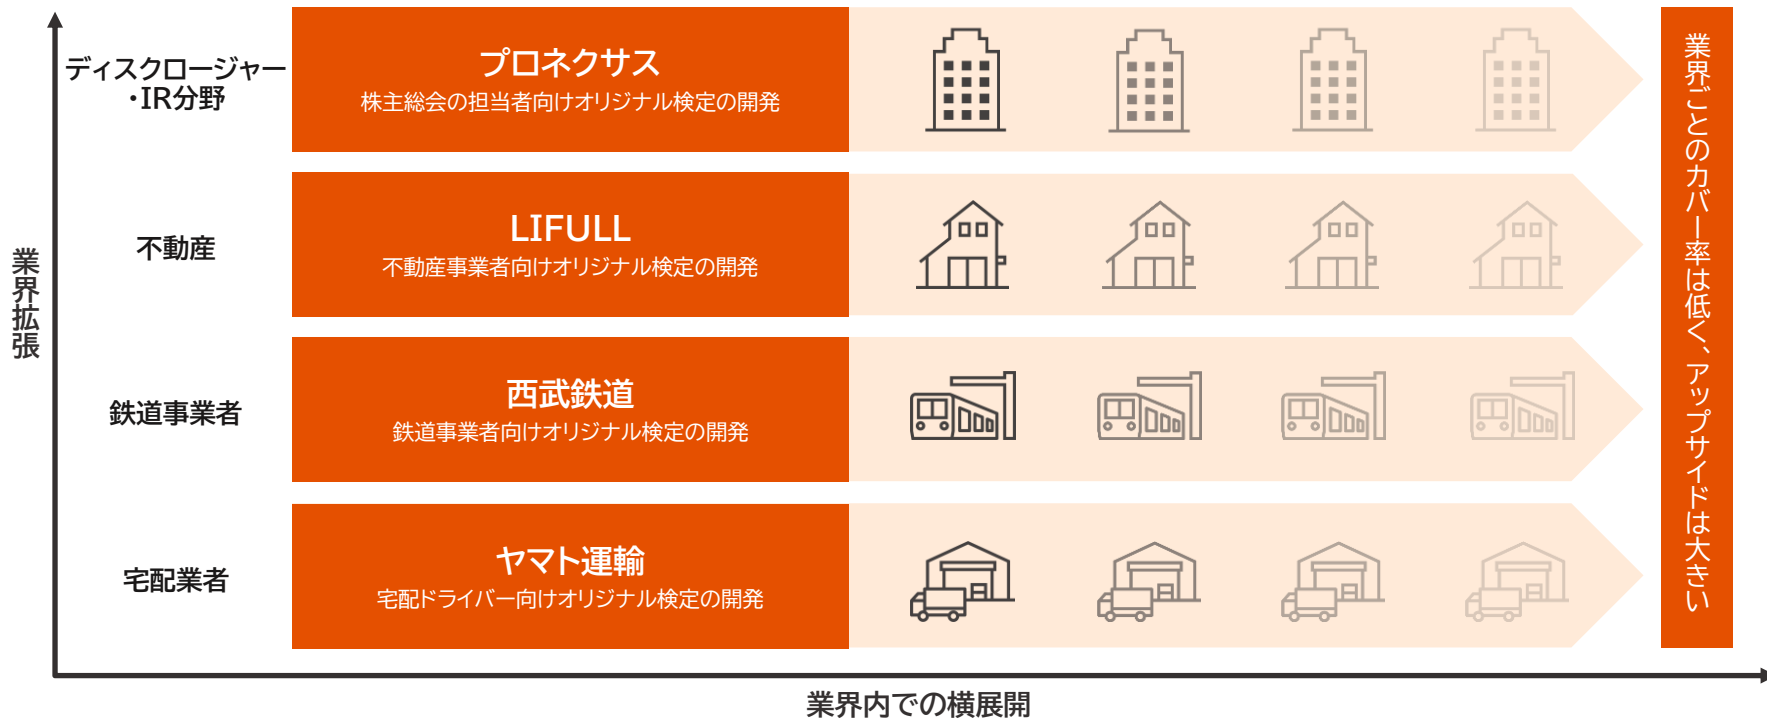 業界拡張
ディスクロージャー
・IR分野
プロネクサス
株主総会の担当者向けオリジナル検定の開発
不動産
LIFULL
不動産事業者向けオリジナル検定の開発
鉄道事業者
西武鉄道
鉄道事業者向けオリジナル検定の開発
宅配業者
ヤマト運輸
宅配ドライバー向けオリジナル検定の開発
業界ごとのカバー率は低く、アップサイドは大きい
業界内での横展開